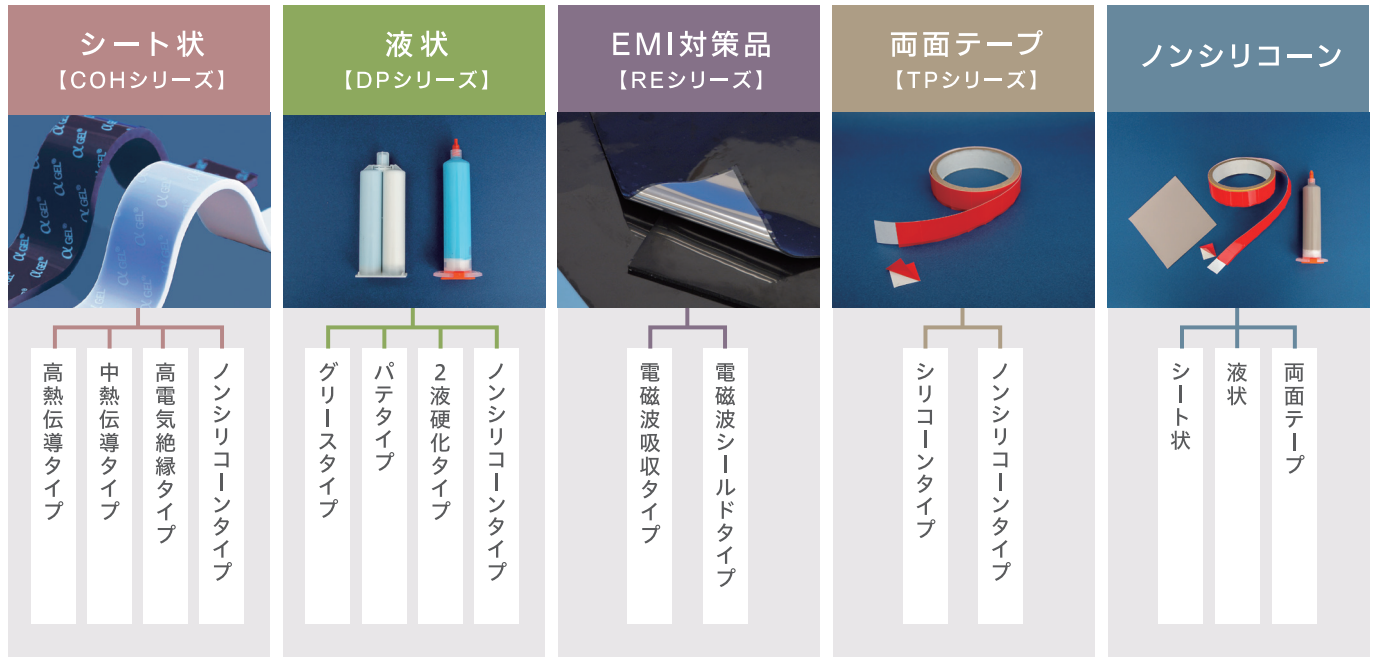 シート状
【COHシリーズ】
αGEL®
αGEL®
αGEL®
αGEL®
αGEL®
高熱伝導タイプ
中熱伝導タイプ
高電気絶縁タイプ
ノンシリコーンタイプ
液状
【DPシリーズ】
グリースタイプ
パテタイプ
2液硬化タイプ
ノンシリコーンタイプ
EMI対策品
【REシリーズ】
電磁波吸収タイプ
電磁波シールドタイプ
両面テープ
【TPシリーズ】
シリコーンタイプ
ノンシリコーンタイプ
ノンシリコーン
シート状
液状
両面テープ